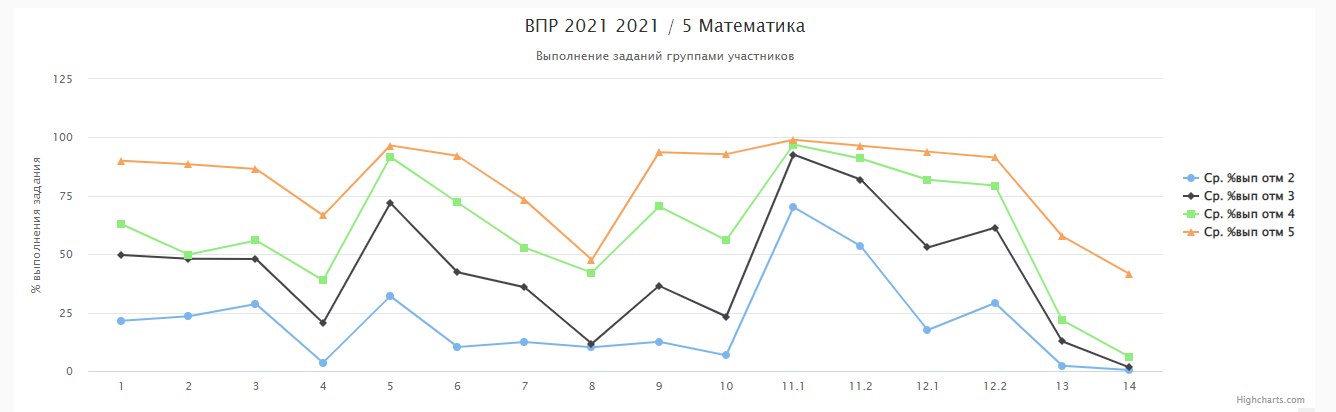 ВПР 2021 2021 / 5 Математика
Выполнение заданий группами участников
% выполнения задания
125
100
75
50
25
0
1 2 3 4 5 6 7 8 9 10 11.1 11.2 12.1 12.2 13 14
Ср. %вып отм 2
Ср. %вып отм 3
Ср. %вып отм 4
Ср. %вып отм 5
Highcharts.com